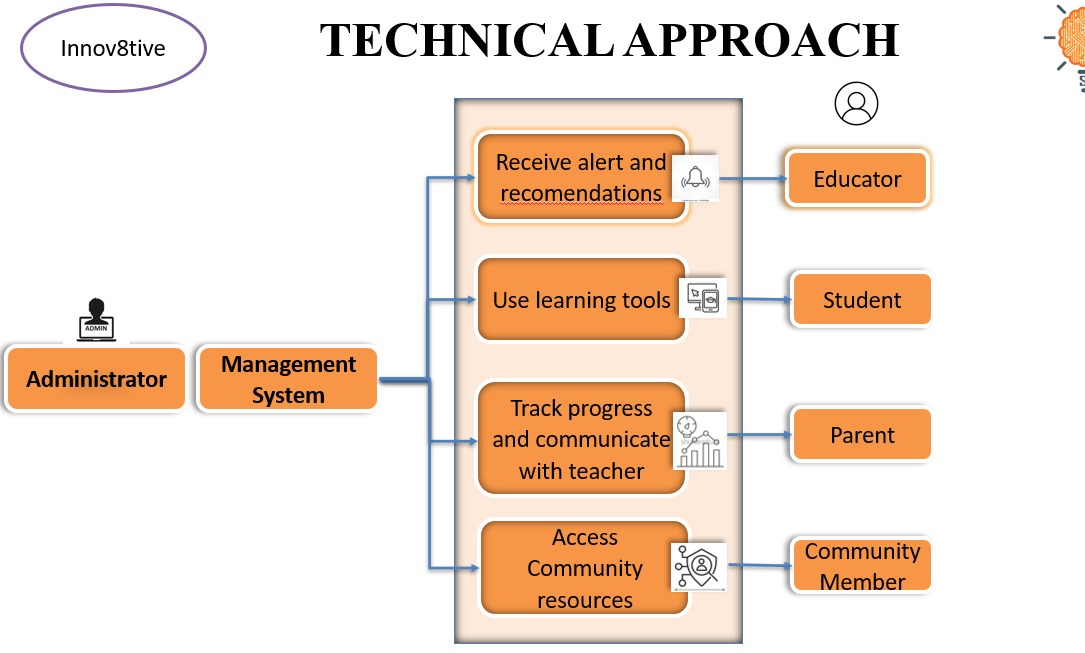 Innov8tive
TECHNICAL APPROACH
Receive alert and
recomendations
Educator
Use learning tools
Student
ADMIN
Administrator
Management
System
Track progress
and communicate
with teacher
Parent
Access
Community
resources
Community
Member